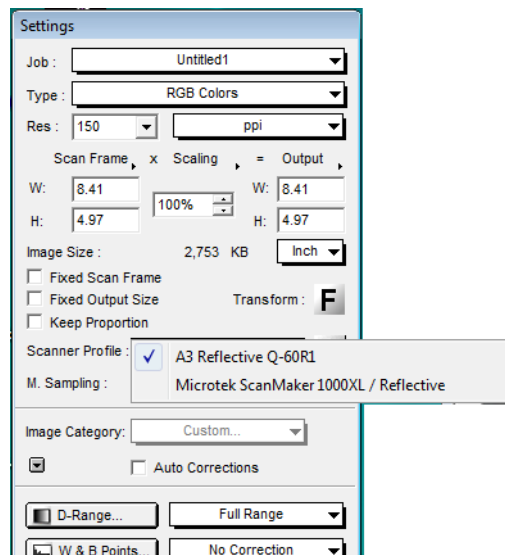 Settings
Job : Untitled1
Type : RGB Colors
Res : 150 ppi
Scan Frame x Scaling = Output
W: 8.41 100% W: 8.41
H: 4.97 H: 4.97
Image Size : 2,753 KB Inch
Fixed Scan Frame
Fixed Output Size Transform : F
Keep Proportion
Scanner Profile : A3 Reflective Q-60R1
M. Sampling : Microtek ScanMaker 1000XL / Reflective
Image Category: Custom...
Auto Corrections
D-Range... Full Range
W & B Points... No Correction